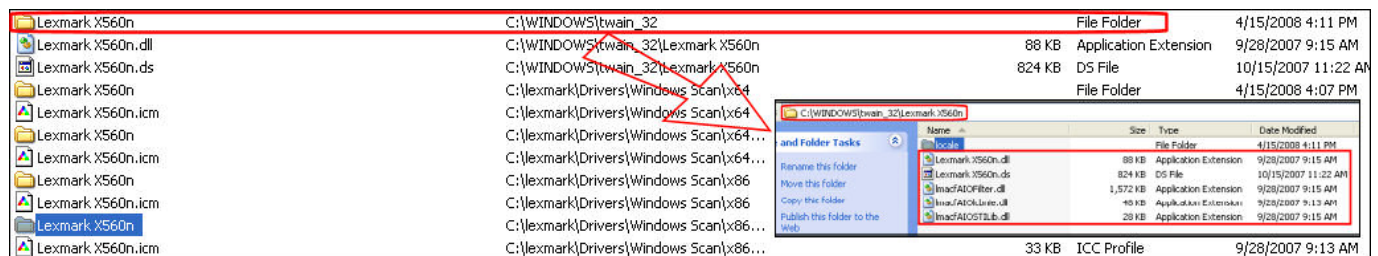 Lexmark X560n C:\WINDOWS\twain_32 File Folder 4/15/2008 4:11 PM
Lexmark X560n.dll C:\WINDOWS\twain_32\Lexmark X560n 88 KB Application Extension 9/28/2007 9:15 AM
Lexmark X560n.ds C:\WINDOWS\twain_32\Lexmark X560n 824 KB DS File 10/15/2007 11:22 AM
Lexmark X560n C:\lexmark\Drivers\Windows Scan\x64 File Folder 4/15/2008 4:07 PM
Lexmark X560n.icm C:\lexmark\Drivers\Windows Scan\x64
Lexmark X560n C:\lexmark\Drivers\Windows Scan\x64...
Lexmark X560n.icm C:\lexmark\Drivers\Windows Scan\x64...
Lexmark X560n C:\lexmark\Drivers\Windows Scan\x86
Lexmark X560n.icm C:\lexmark\Drivers\Windows Scan\x86
Lexmark X560n C:\lexmark\Drivers\Windows Scan\x86...
Lexmark X560n.icm C:\lexmark\Drivers\Windows Scan\x86... 33 KB ICC Profile 9/28/2007 9:13 AM
C:\WINDOWS\twain_32\Lexmark X560n
Name Size Type Date Modified
and Folder Tasks
Rename this folder
Move this folder
Copy this folder
Publish this folder to the
Web
locale File Folder 4/15/2008 4:11 PM
Lexmark X560n.dll 88 KB Application Extension 9/28/2007 9:15 AM
Lexmark X560n.ds 824 KB DS File 10/15/2007 11:22 AM
lmacfAIOFilter.dll 1,572 KB Application Extension 9/28/2007 9:15 AM
48 KB Application Extension 9/28/2007 9:13 AM
lmacfAIOSTILib.dll 28 KB Application Extension 9/28/2007 9:15 AM